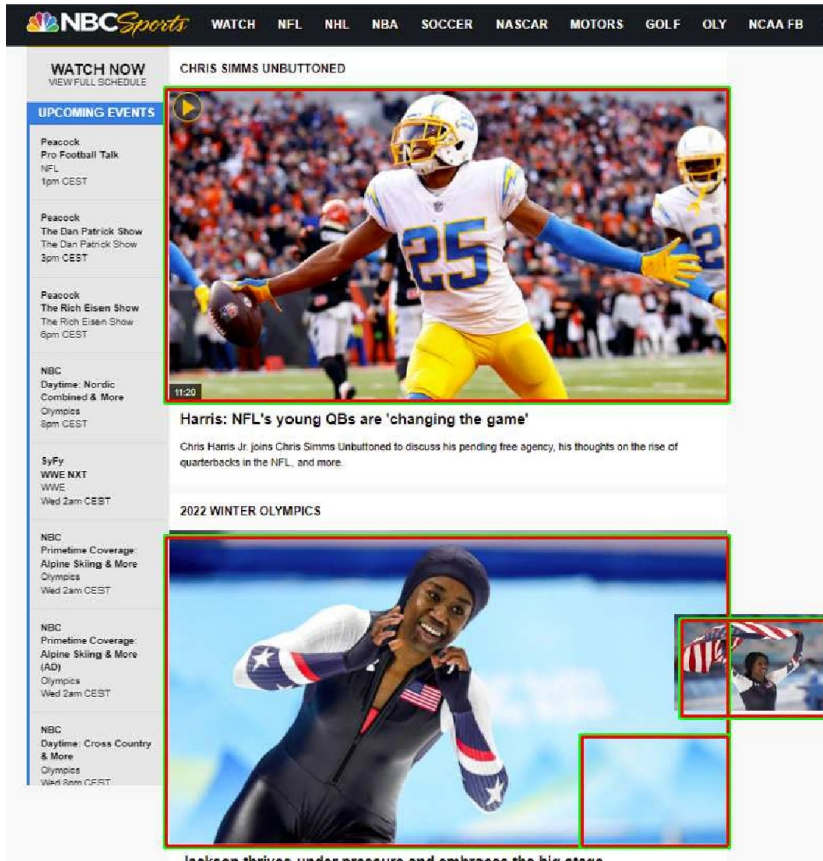 NBC Sports WATCH NFL NHL NBA SOCCER NASCAR MOTORS GOLF OLY NCAA FB
WATCH NOW
VIEW FULL SCHEDULE
UPCOMING EVENTS
Peacock
Pro Football Talk
NFL
1pm CEST
Peacock
The Dan Patrick Show
The Dan Patrick Show
3pm CEST
Peacock
The Rich Eisen Show
The Rich Eisen Show
6pm CEST
NBC
Daytime: Nordic
Combined & More
Olympics
8pm CEST
SyFy
WWE NXT
WWE
Wed 2am CEST
NBC
Primetime Coverage:
Alpine Skiing & More
Olympics
Wed 2am CEST
NBC
Primetime Coverage:
Alpine Skiing & More
(AD)
Olympics
Wed 2am CEST
NBC
Daytime: Cross Country
& More
Olympics
Wed 8pm CEST
CHRIS SIMMS UNBUTTONED
25
2
11:20
Harris: NFL's young QBs are 'changing the game'
Chris Harris Jr. joins Chris Simms Unbuttoned to discuss his pending free agency, his thoughts on the rise of
quarterbacks in the NFL, and more.
2022 WINTER OLYMPICS
Jackson thrives under pressure and embraces the big stage